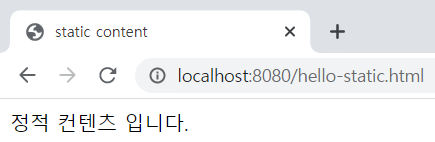 static content
localhost:8080/hello-static.html
정적 컨텐츠 입니다.